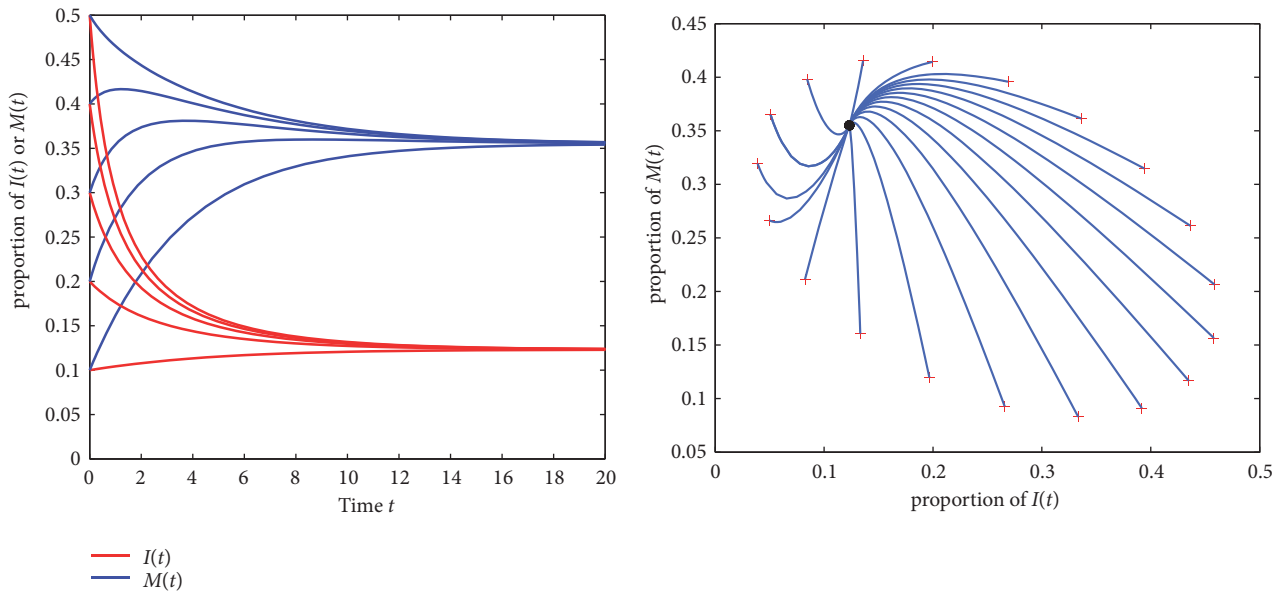 proportion of I(t) or M(t)
0.5
0.45
0.4
0.35
0.3
0.25
0.2
0.15
0.1
0.05
0
0 2 4 6 8 10 12 14 16 18 20
Time t
I(t)
M(t)
proportion of M(t)
0.45
0.4
0.35
0.3
0.25
0.2
0.15
0.1
0.05
0 0.1 0.2 0.3 0.4 0.5
proportion of I(t)